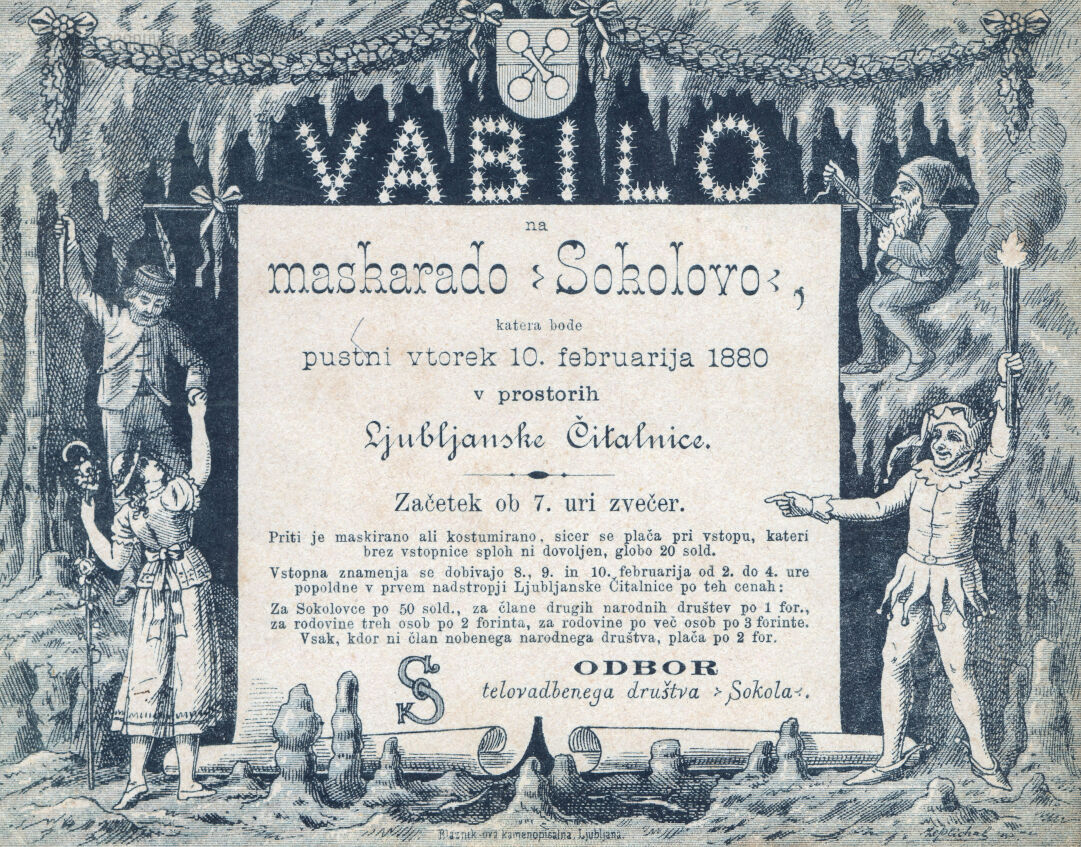 VABILO
na
maskarado ›Sokolovo‹,
katera bode
pustni vtorek 10. februarija 1880
v prostorih
Ljubljanske Čitalnice.
Začetek ob 7. uri zvečer.
Priti je maskirano ali kostumirano, sicer se plača pri vstopu, kateri
brez vstopnice sploh ni dovoljen, globo 20 sold.
Vstopna znamenja se dobivajo 8., 9. in 10. februarija od 2. do 4. ure
popoldne v prvem nadstropji Ljubljanske Čitalnice po teh cenah:
Za Sokolovce po 50 sold., za člane drugih narodnih društev po 1 for.,
za rodovine treh osob po 2 forinta, za rodovine po več osob po 3 forinte.
Vsak, kdor ni član nobenega narodnega društva, plača po 2 for.
ODBOR
telovadbenega društva ›Sokola‹.
Blaznik-ova kamenopisalna, Ljubljana.